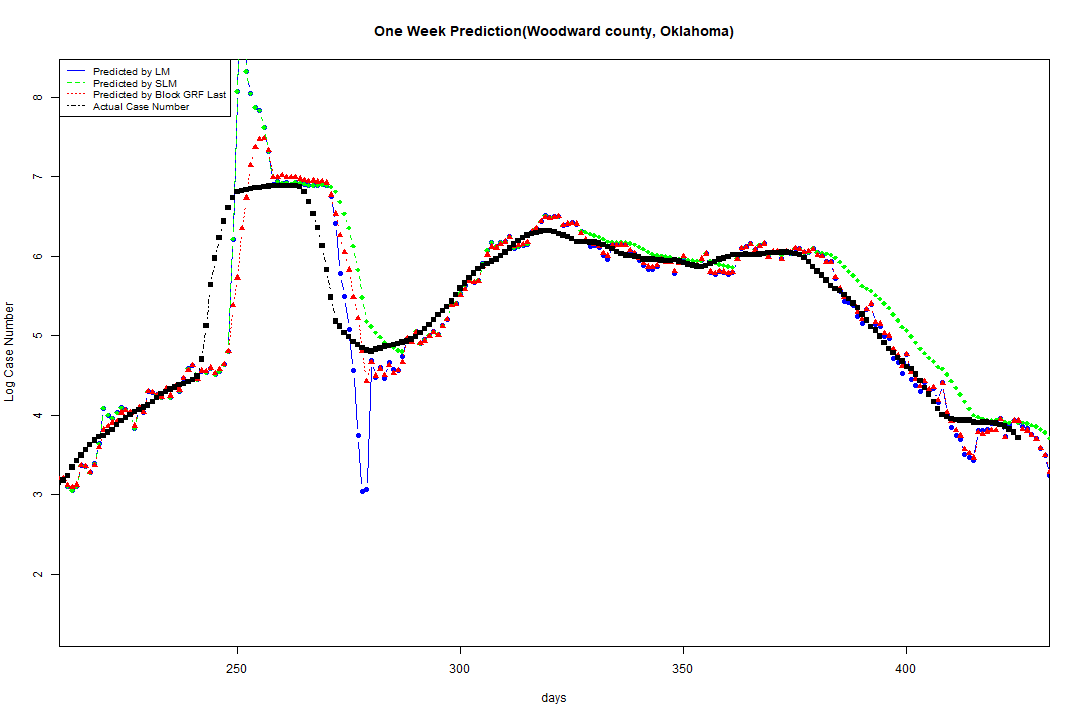 One Week Prediction(Woodward county, Oklahoma)
Predicted by LM
Predicted by SLM
Predicted by Block GRF Last
Actual Case Number
8
7
6
5
4
3
2
Log Case Number
250 300 350 400
days